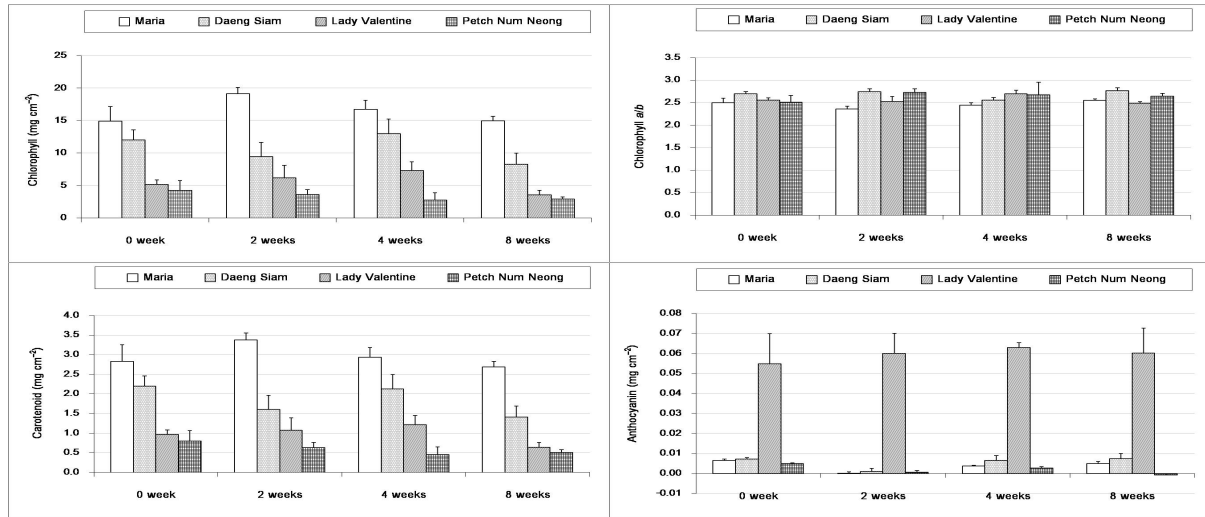 Maria Daeng Siam Lady Valentine Petch Num Neong
Chlorophyll (mg cm⁻²)
25
20
15
10
5
0
0 week 2 weeks 4 weeks 8 weeks
Maria Daeng Siam Lady Valentine Petch Num Neong
Chlorophyll a/b
3.5
3.0
2.5
2.0
1.5
1.0
0.5
0.0
0 week 2 weeks 4 weeks 8 weeks
Maria Daeng Siam Lady Valentine Petch Num Neong
Carotenoid (mg cm⁻²)
4.0
3.5
3.0
2.5
2.0
1.5
1.0
0.5
0.0
0 week 2 weeks 4 weeks 8 weeks
Maria Daeng Siam Lady Valentine Petch Num Neong
Anthocyanin (mg cm⁻²)
0.08
0.07
0.06
0.05
0.04
0.03
0.02
0.01
0.00
-0.01
0 week 2 weeks 4 weeks 8 weeks